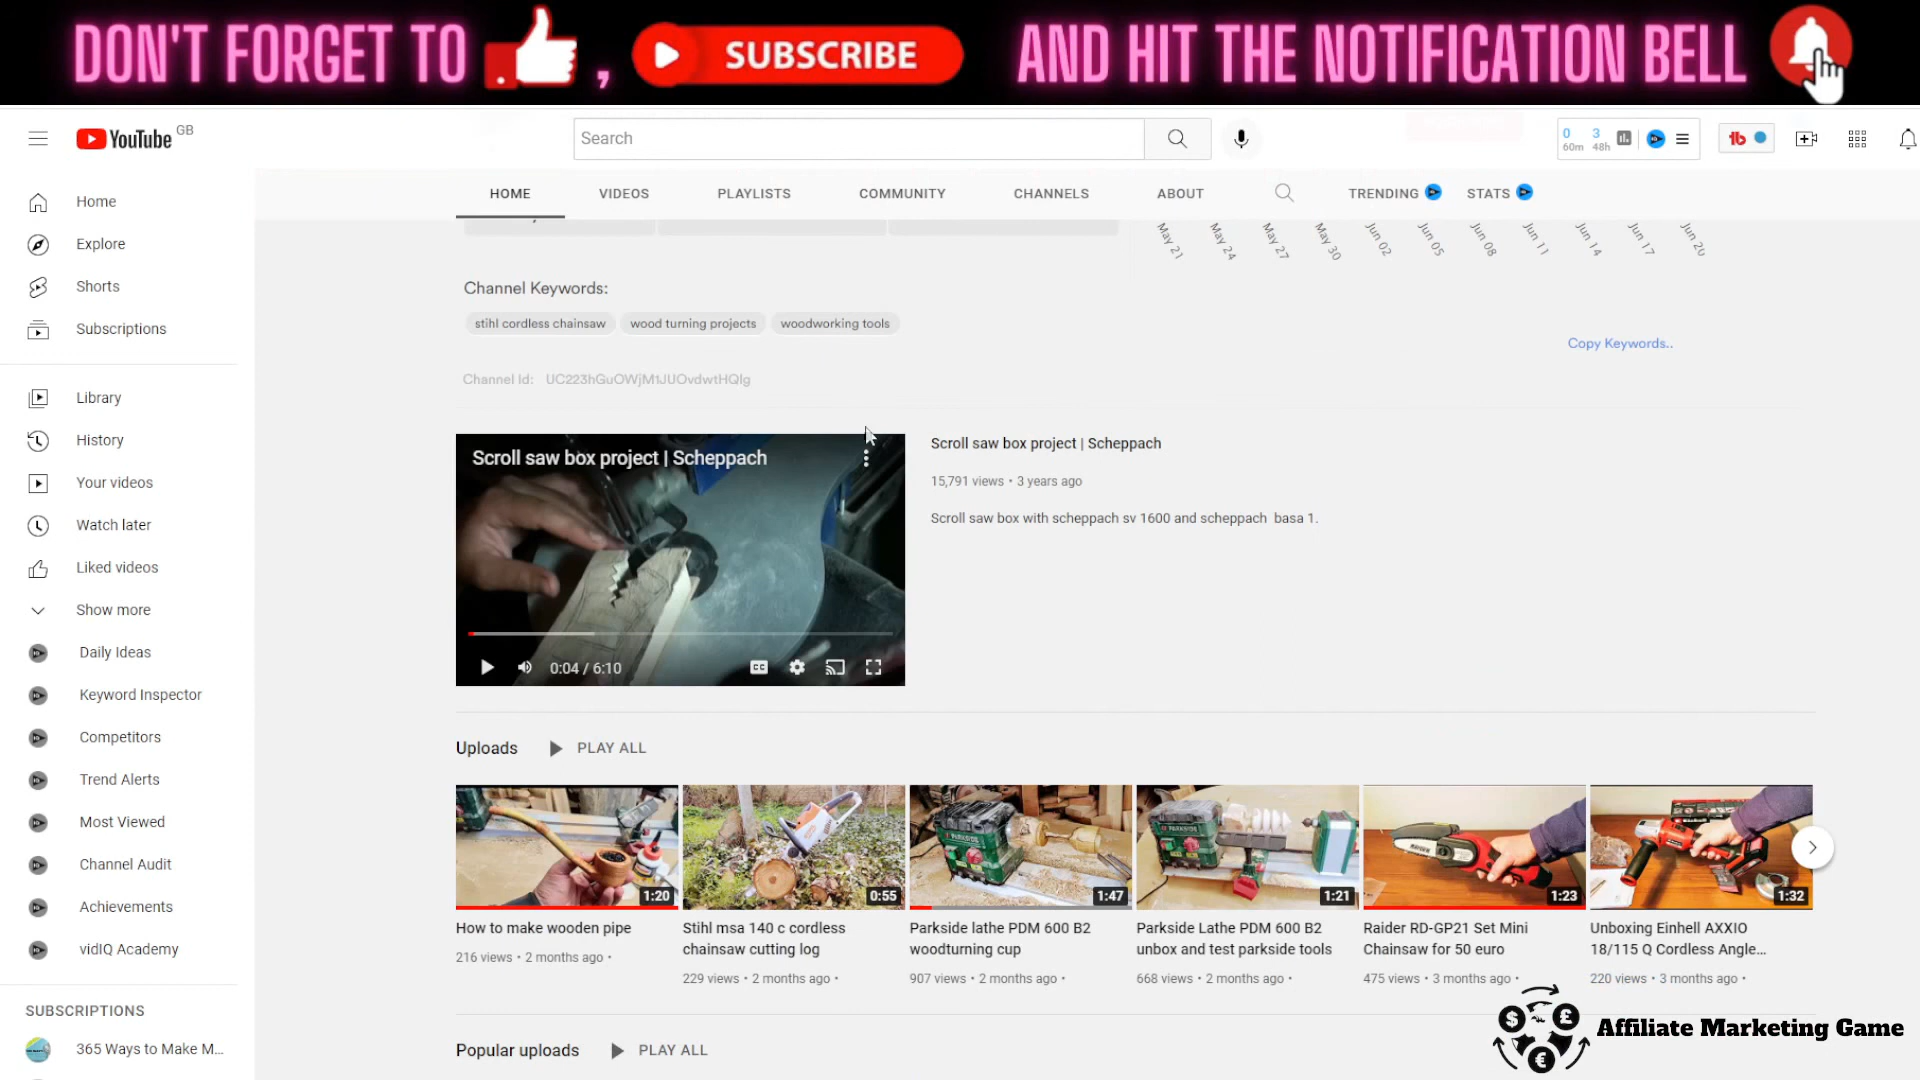 DON'T FORGET TO , SUBSCRIBE AND HIT THE NOTIFICATION BELL
YouTube GB
Search
0 3
60m 48h
Home
Explore
Shorts
Subscriptions
Library
History
Your videos
Watch later
Liked videos
Show more
Daily Ideas
Keyword Inspector
Competitors
Trend Alerts
Most Viewed
Channel Audit
Achievements
vidIQ Academy
SUBSCRIPTIONS
365 Ways to Make M...
HOME VIDEOS PLAYLISTS COMMUNITY CHANNELS ABOUT TRENDING STATS
May 21 May 24 May 27 May 30 Jun 02 Jun 05 Jun 08 Jun 11 Jun 14 Jun 17 Jun 20
Channel Keywords:
stihl cordless chainsaw wood turning projects woodworking tools
Copy Keywords..
Channel Id: UC223hGuOWjM1JUOvdwtHQIg
Scroll saw box project | Scheppach
0:04 / 6:10
Scroll saw box project | Scheppach
15,791 views • 3 years ago
Scroll saw box with scheppach sv 1600 and scheppach basa 1.
Uploads PLAY ALL
1:20
How to make wooden pipe
216 views • 2 months ago •
0:55
Stihl msa 140 c cordless
chainsaw cutting log
229 views • 2 months ago •
PARKSIDE
1:47
Parkside lathe PDM 600 B2
woodturning cup
907 views • 2 months ago •
PARKSIDE
1:21
Parkside Lathe PDM 600 B2
unbox and test parkside tools
668 views • 2 months ago •
1:23
Raider RD-GP21 Set Mini
Chainsaw for 50 euro
475 views • 3 months ago •
1:32
Unboxing Einhell AXXIO
18/115 Q Cordless Angle...
220 views • 3 months ago •
Popular uploads PLAY ALL
Affiliate Marketing Game